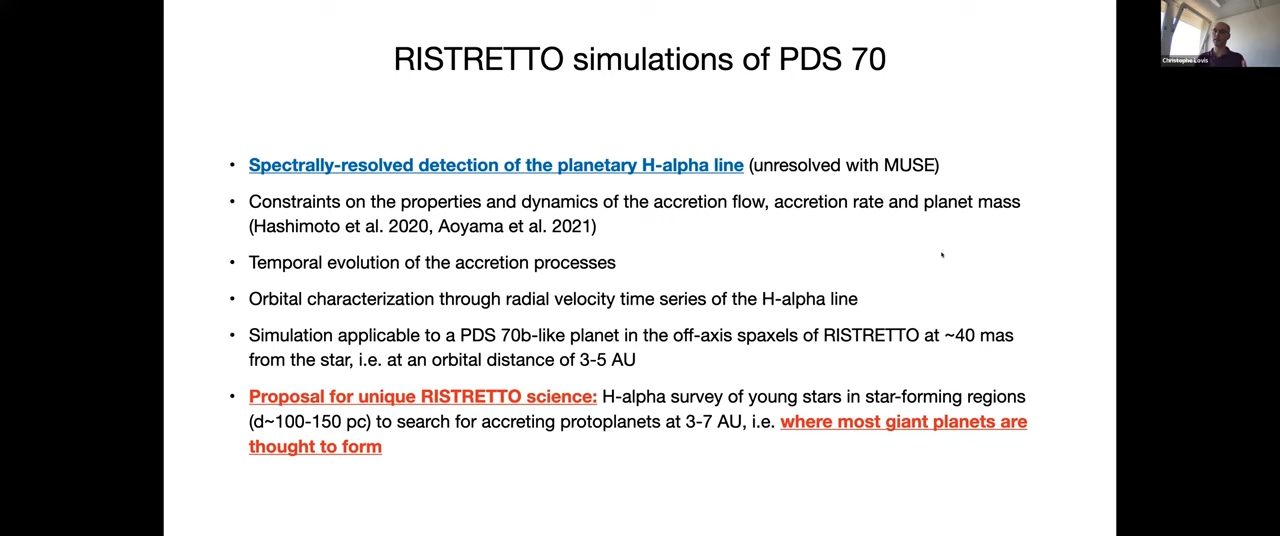 RISTRETTO simulations of PDS 70
Christophe Lovis
• Spectrally-resolved detection of the planetary H-alpha line (unresolved with MUSE)
• Constraints on the properties and dynamics of the accretion flow, accretion rate and planet mass
(Hashimoto et al. 2020, Aoyama et al. 2021)
• Temporal evolution of the accretion processes
• Orbital characterization through radial velocity time series of the H-alpha line
• Simulation applicable to a PDS 70b-like planet in the off-axis spaxels of RISTRETTO at ~40 mas
from the star, i.e. at an orbital distance of 3-5 AU
• Proposal for unique RISTRETTO science: H-alpha survey of young stars in star-forming regions
(d~100-150 pc) to search for accreting protoplanets at 3-7 AU, i.e. where most giant planets are
thought to form